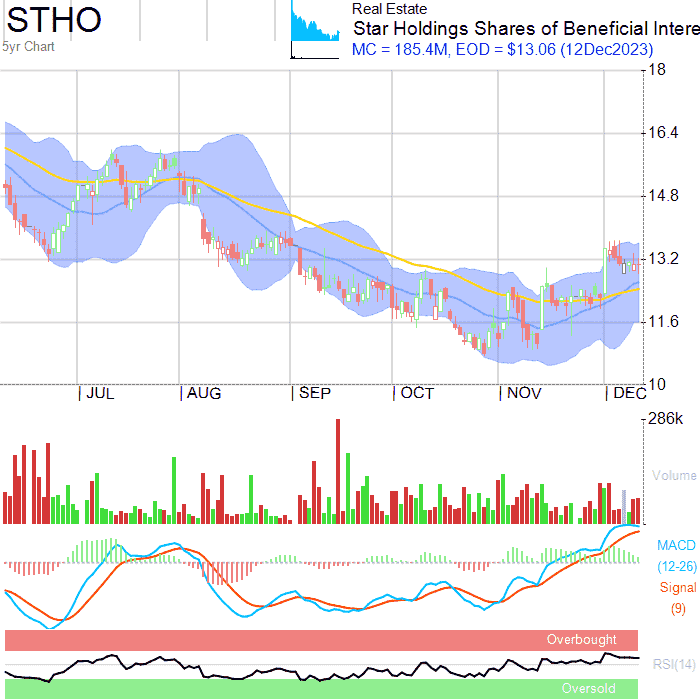 STHO
5yr Chart
Real Estate
Star Holdings Shares of Beneficial Intere
MC = 185.4M, EOD = $13.06 (12Dec2023)
18
16.4
14.8
13.2
11.6
10
JUL AUG SEP OCT NOV DEC
286k
Volume
MACD
(12-26)
Signal
(9)
Overbought
RSI(14)
Oversold